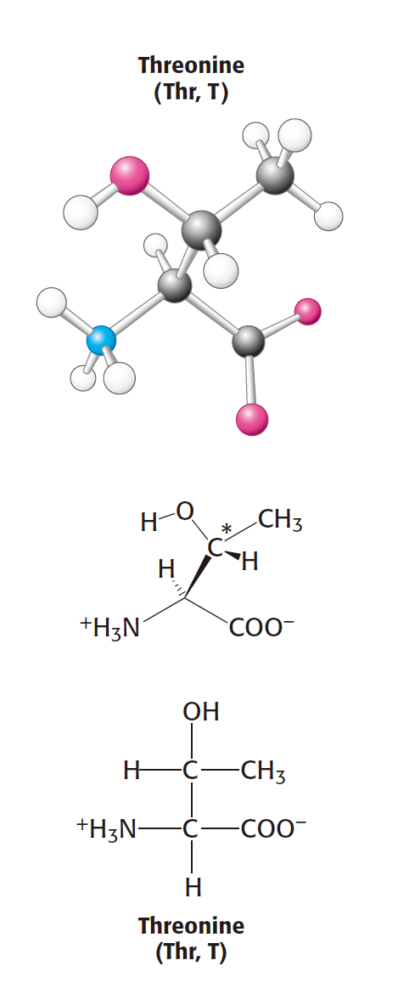 Threonine
(Thr, T)
H O * CH₃
C H
H
⁺H₃N COO⁻
OH
H C CH₃
⁺H₃N C COO⁻
H
Threonine
(Thr, T)